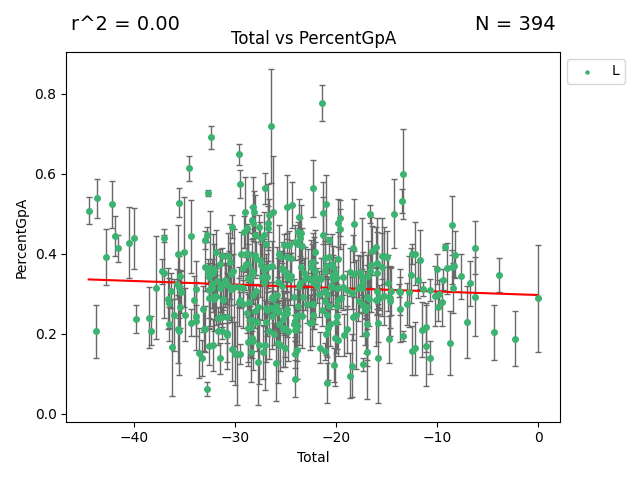 r^2 = 0.00
N = 394
Total vs PercentGpA
L
PercentGpA
0.8
0.6
0.4
0.2
0.0
−40
−30
−20
−10
0
Total